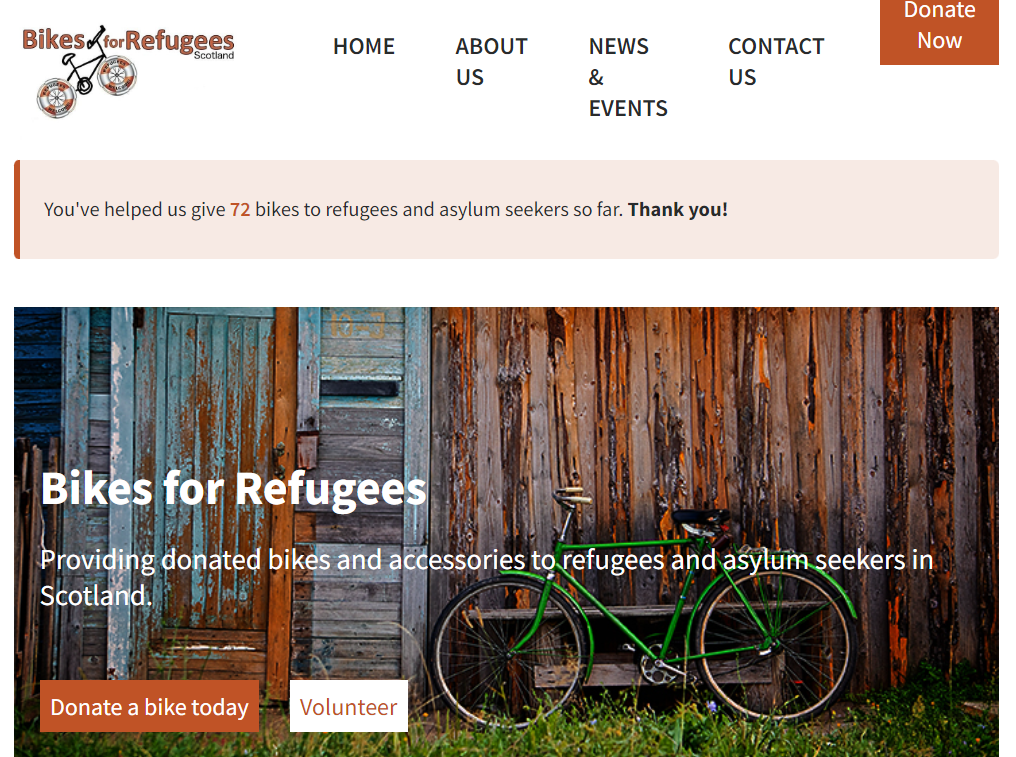 Bikes for Refugees
Scotland
HOME
ABOUT
US
NEWS
&
EVENTS
CONTACT
US
Donate
Now
You've helped us give 72 bikes to refugees and asylum seekers so far. Thank you!
Bikes for Refugees
Providing donated bikes and accessories to refugees and asylum seekers in
Scotland.
Donate a bike today
Volunteer